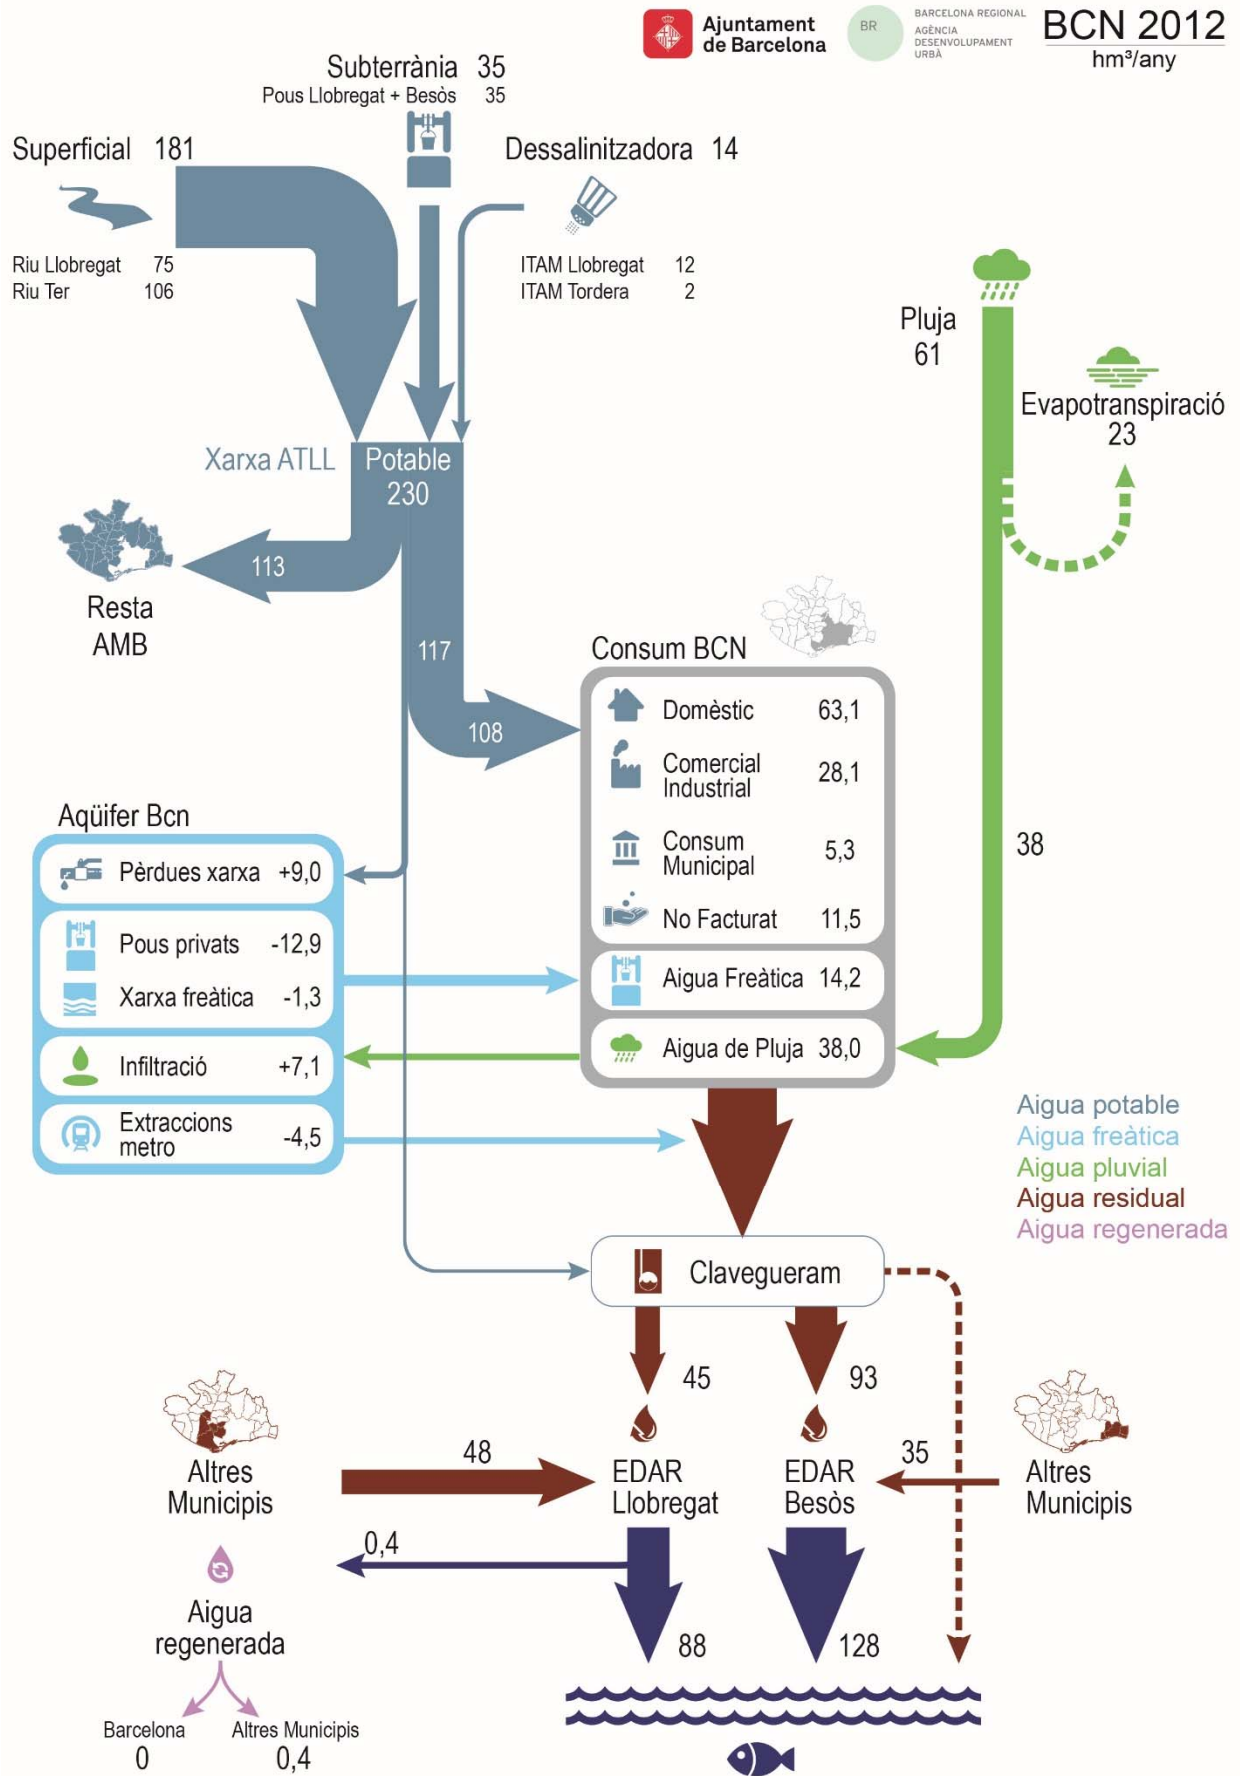 Ajuntament
de Barcelona
BR
BARCELONA REGIONAL
AGÈNCIA
DESENVOLUPAMENT
URBÀ
BCN 2012
hm³/any
Subterrània 35
Pous Llobregat + Besòs 35
Superficial 181
Riu Llobregat 75
Riu Ter 106
Dessalinitzadora 14
ITAM Llobregat 12
ITAM Tordera 2
Pluja
61
Evapotranspiració
23
Xarxa ATLL
Potable
230
113
Resta
AMB
117
108
Consum BCN
Domèstic 63,1
Comercial
Industrial 28,1
Consum
Municipal 5,3
No Facturat 11,5
Aigua Freàtica 14,2
Aigua de Pluja 38,0
38
Aqüifer Bcn
Pèrdues xarxa +9,0
Pous privats -12,9
Xarxa freàtica -1,3
Infiltració +7,1
Extraccions
metro -4,5
Aigua potable
Aigua freàtica
Aigua pluvial
Aigua residual
Aigua regenerada
Clavegueram
45
93
Altres
Municipis
48
EDAR
Llobregat
EDAR
Besòs
35
Altres
Municipis
0,4
Aigua
regenerada
88
128
Barcelona
0
Altres Municipis
0,4